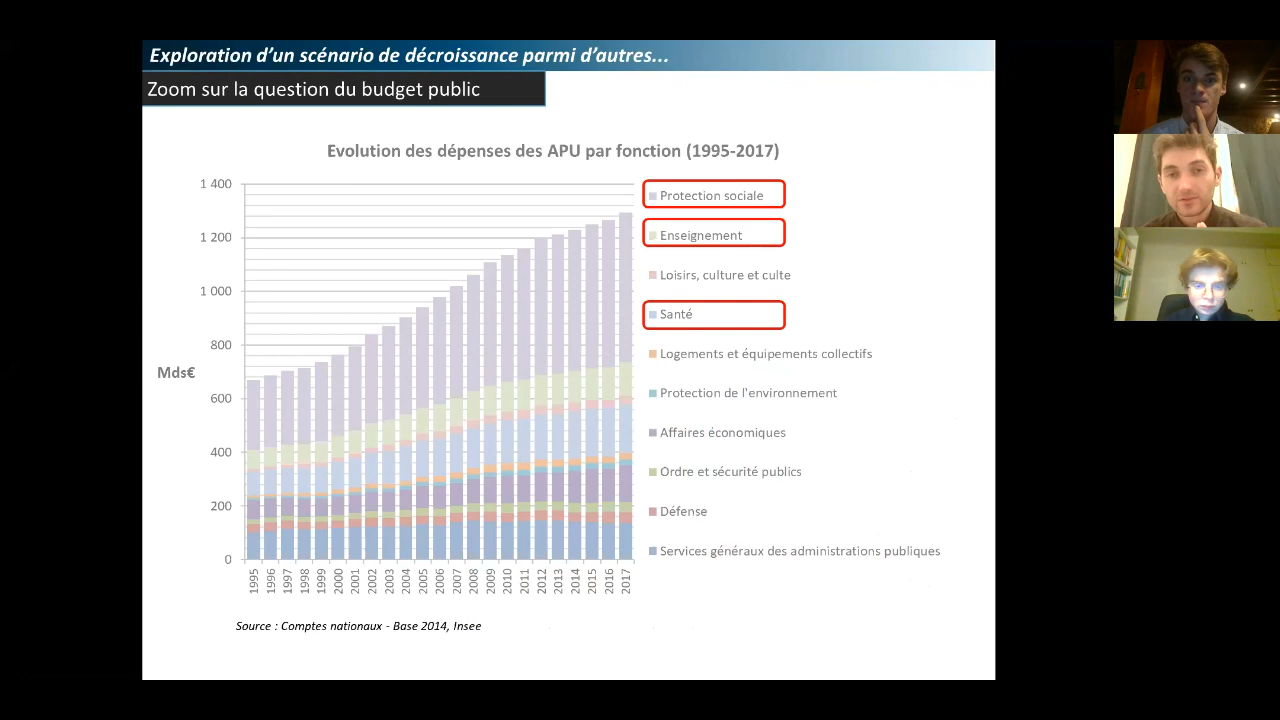 Exploration d’un scénario de décroissance parmi d’autres...
Zoom sur la question du budget public
Evolution des dépenses des APU par fonction (1995-2017)
1 400
1 200
1 000
800
600
400
200
0
Mds€
1995 1996 1997 1998 1999 2000 2001 2002 2003 2004 2005 2006 2007 2008 2009 2010 2011 2012 2013 2014 2015 2016 2017
Protection sociale
Enseignement
Loisirs, culture et culte
Santé
Logements et équipements collectifs
Protection de l'environnement
Affaires économiques
Ordre et sécurité publics
Défense
Services généraux des administrations publiques
Source : Comptes nationaux - Base 2014, Insee